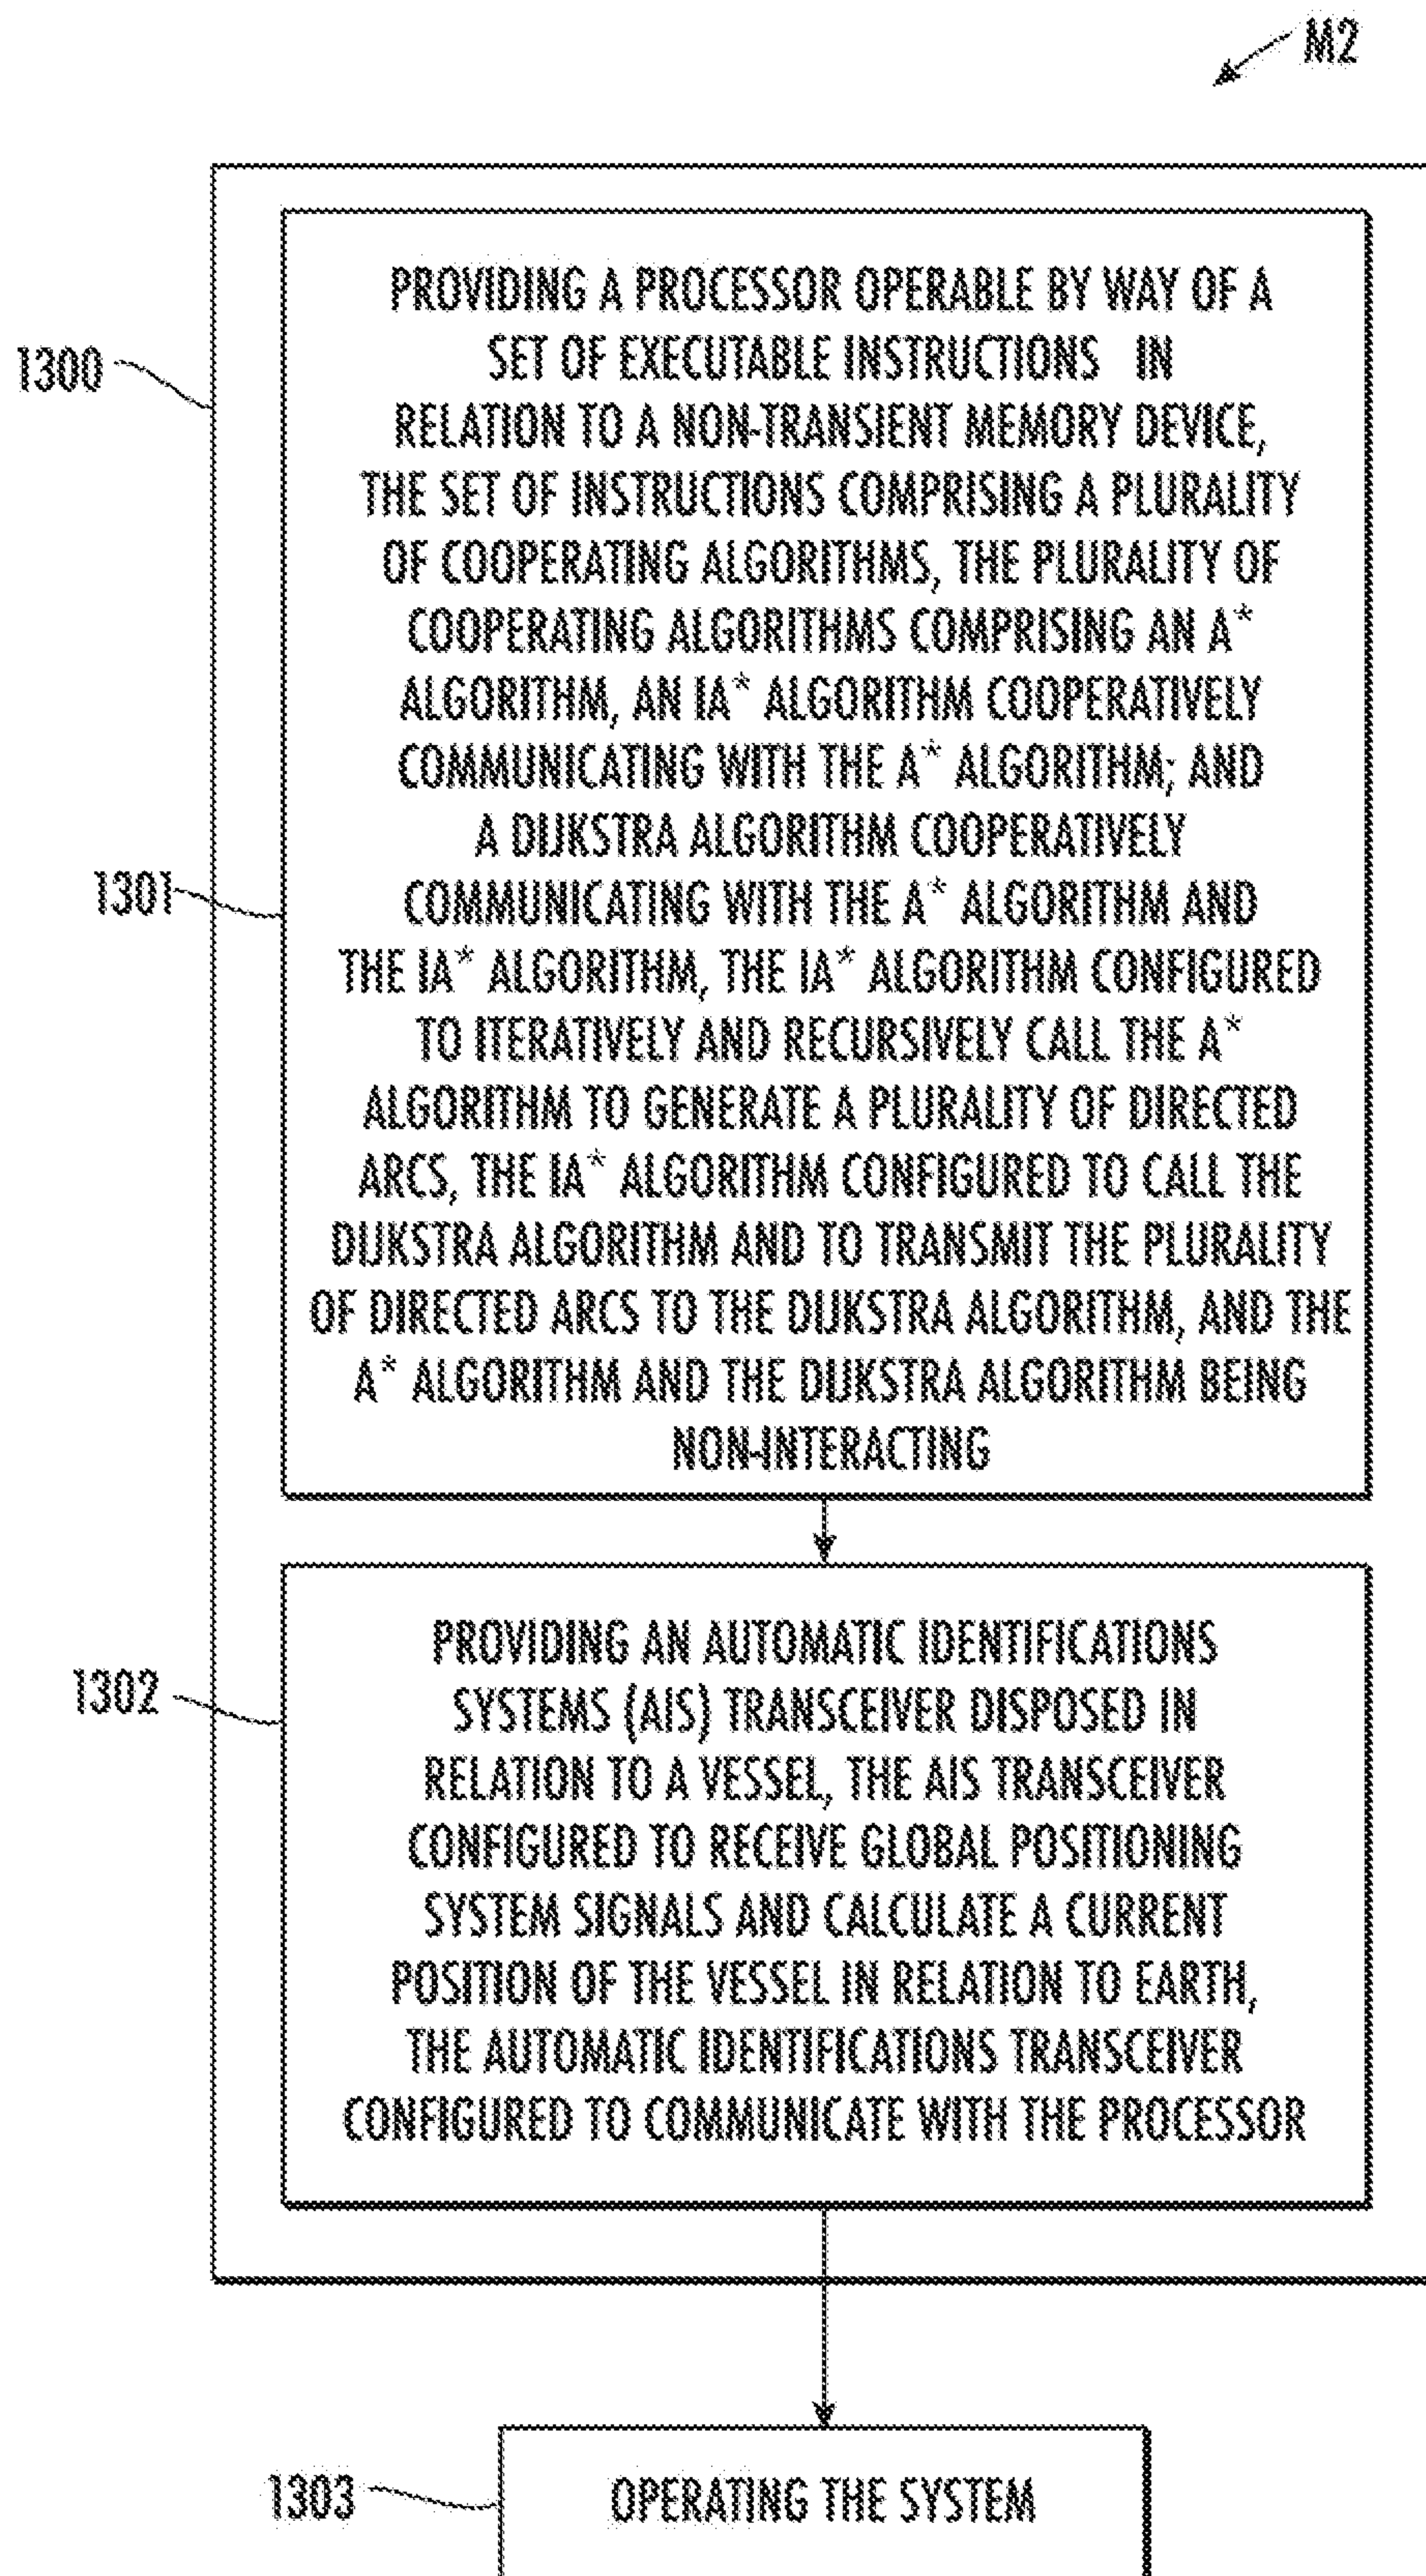 M2
1300
PROVIDING A PROCESSOR OPERABLE BY WAY OF A
SET OF EXECUTABLE INSTRUCTIONS IN
RELATION TO A NON-TRANSIENT MEMORY DEVICE,
THE SET OF INSTRUCTIONS COMPRISING A PLURALITY
OF COOPERATING ALGORITHMS, THE PLURALITY OF
COOPERATING ALGORITHMS COMPRISING AN A*
ALGORITHM, AN IA* ALGORITHM COOPERATIVELY
COMMUNICATING WITH THE A* ALGORITHM; AND
A DIJKSTRA ALGORITHM COOPERATIVELY
1301
COMMUNICATING WITH THE A* ALGORITHM AND
THE IA* ALGORITHM, THE IA* ALGORITHM CONFIGURED
TO ITERATIVELY AND RECURSIVELY CALL THE A*
ALGORITHM TO GENERATE A PLURALITY OF DIRECTED
ARCS, THE IA* ALGORITHM CONFIGURED TO CALL THE
DIJKSTRA ALGORITHM AND TO TRANSMIT THE PLURALITY
OF DIRECTED ARCS TO THE DIJKSTRA ALGORITHM, AND THE
A* ALGORITHM AND THE DIJKSTRA ALGORITHM BEING
NON-INTERACTING
1302
PROVIDING AN AUTOMATIC IDENTIFICATIONS
SYSTEMS (AIS) TRANSCEIVER DISPOSED IN
RELATION TO A VESSEL, THE AIS TRANSCEIVER
CONFIGURED TO RECEIVE GLOBAL POSITIONING
SYSTEM SIGNALS AND CALCULATE A CURRENT
POSITION OF THE VESSEL IN RELATION TO EARTH,
THE AUTOMATIC IDENTIFICATIONS TRANSCEIVER
CONFIGURED TO COMMUNICATE WITH THE PROCESSOR
1303
OPERATING THE SYSTEM